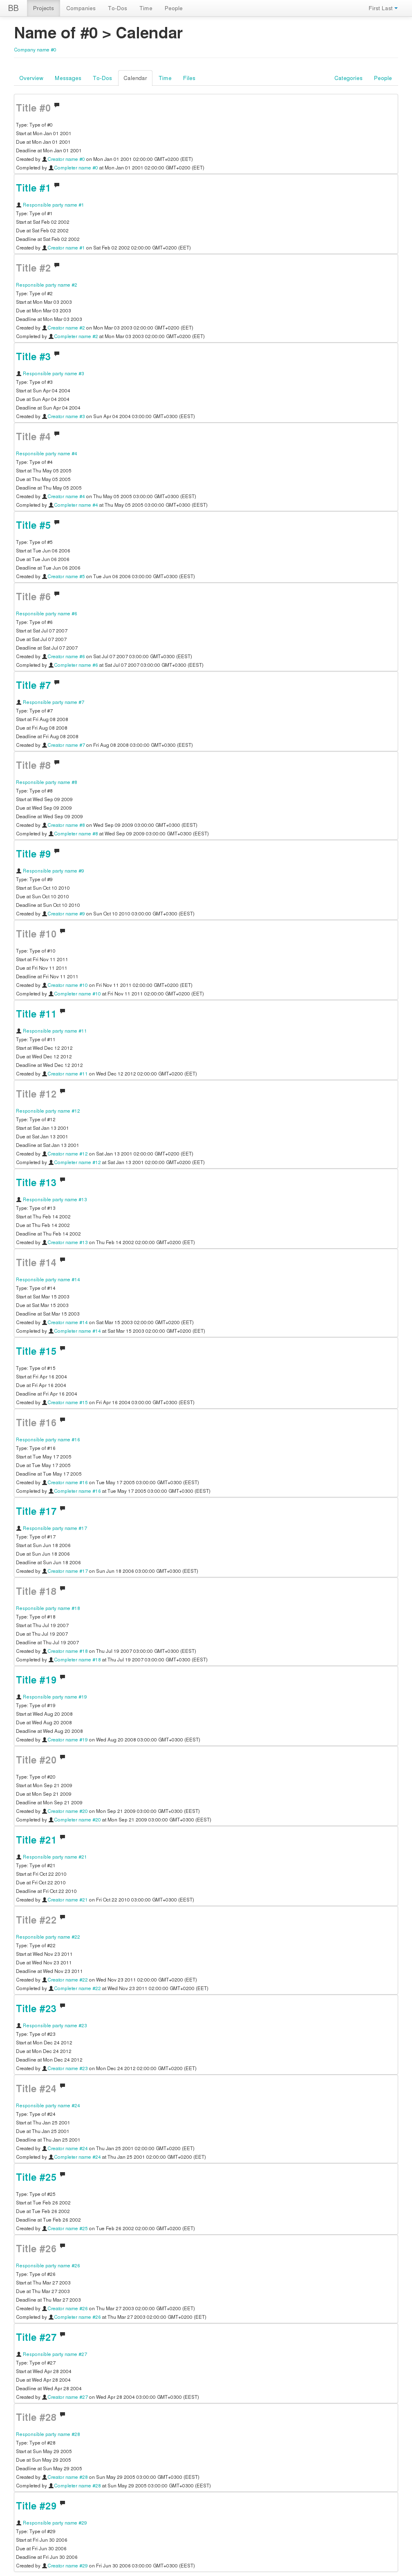 BB Projects Companies To-Dos Time People First Last
Name of #0 > Calendar
Company name #0
Overview Messages To-Dos Calendar Time Files Categories People
Title #0
Type: Type of #0
Start at Mon Jan 01 2001
Due at Mon Jan 01 2001
Deadline at Mon Jan 01 2001
Created by Creator name #0 on Mon Jan 01 2001 02:00:00 GMT+0200 (EET)
Completed by Completer name #0 at Mon Jan 01 2001 02:00:00 GMT+0200 (EET)
Title #1
Responsible party name #1
Type: Type of #1
Start at Sat Feb 02 2002
Due at Sat Feb 02 2002
Deadline at Sat Feb 02 2002
Created by Creator name #1 on Sat Feb 02 2002 02:00:00 GMT+0200 (EET)
Title #2
Responsible party name #2
Type: Type of #2
Start at Mon Mar 03 2003
Due at Mon Mar 03 2003
Deadline at Mon Mar 03 2003
Created by Creator name #2 on Mon Mar 03 2003 02:00:00 GMT+0200 (EET)
Completed by Completer name #2 at Mon Mar 03 2003 02:00:00 GMT+0200 (EET)
Title #3
Responsible party name #3
Type: Type of #3
Start at Sun Apr 04 2004
Due at Sun Apr 04 2004
Deadline at Sun Apr 04 2004
Created by Creator name #3 on Sun Apr 04 2004 03:00:00 GMT+0300 (EEST)
Title #4
Responsible party name #4
Type: Type of #4
Start at Thu May 05 2005
Due at Thu May 05 2005
Deadline at Thu May 05 2005
Created by Creator name #4 on Thu May 05 2005 03:00:00 GMT+0300 (EEST)
Completed by Completer name #4 at Thu May 05 2005 03:00:00 GMT+0300 (EEST)
Title #5
Type: Type of #5
Start at Tue Jun 06 2006
Due at Tue Jun 06 2006
Deadline at Tue Jun 06 2006
Created by Creator name #5 on Tue Jun 06 2006 03:00:00 GMT+0300 (EEST)
Title #6
Responsible party name #6
Type: Type of #6
Start at Sat Jul 07 2007
Due at Sat Jul 07 2007
Deadline at Sat Jul 07 2007
Created by Creator name #6 on Sat Jul 07 2007 03:00:00 GMT+0300 (EEST)
Completed by Completer name #6 at Sat Jul 07 2007 03:00:00 GMT+0300 (EEST)
Title #7
Responsible party name #7
Type: Type of #7
Start at Fri Aug 08 2008
Due at Fri Aug 08 2008
Deadline at Fri Aug 08 2008
Created by Creator name #7 on Fri Aug 08 2008 03:00:00 GMT+0300 (EEST)
Title #8
Responsible party name #8
Type: Type of #8
Start at Wed Sep 09 2009
Due at Wed Sep 09 2009
Deadline at Wed Sep 09 2009
Created by Creator name #8 on Wed Sep 09 2009 03:00:00 GMT+0300 (EEST)
Completed by Completer name #8 at Wed Sep 09 2009 03:00:00 GMT+0300 (EEST)
Title #9
Responsible party name #9
Type: Type of #9
Start at Sun Oct 10 2010
Due at Sun Oct 10 2010
Deadline at Sun Oct 10 2010
Created by Creator name #9 on Sun Oct 10 2010 03:00:00 GMT+0300 (EEST)
Title #10
Type: Type of #10
Start at Fri Nov 11 2011
Due at Fri Nov 11 2011
Deadline at Fri Nov 11 2011
Created by Creator name #10 on Fri Nov 11 2011 02:00:00 GMT+0200 (EET)
Completed by Completer name #10 at Fri Nov 11 2011 02:00:00 GMT+0200 (EET)
Title #11
Responsible party name #11
Type: Type of #11
Start at Wed Dec 12 2012
Due at Wed Dec 12 2012
Deadline at Wed Dec 12 2012
Created by Creator name #11 on Wed Dec 12 2012 02:00:00 GMT+0200 (EET)
Title #12
Responsible party name #12
Type: Type of #12
Start at Sat Jan 13 2001
Due at Sat Jan 13 2001
Deadline at Sat Jan 13 2001
Created by Creator name #12 on Sat Jan 13 2001 02:00:00 GMT+0200 (EET)
Completed by Completer name #12 at Sat Jan 13 2001 02:00:00 GMT+0200 (EET)
Title #13
Responsible party name #13
Type: Type of #13
Start at Thu Feb 14 2002
Due at Thu Feb 14 2002
Deadline at Thu Feb 14 2002
Created by Creator name #13 on Thu Feb 14 2002 02:00:00 GMT+0200 (EET)
Title #14
Responsible party name #14
Type: Type of #14
Start at Sat Mar 15 2003
Due at Sat Mar 15 2003
Deadline at Sat Mar 15 2003
Created by Creator name #14 on Sat Mar 15 2003 02:00:00 GMT+0200 (EET)
Completed by Completer name #14 at Sat Mar 15 2003 02:00:00 GMT+0200 (EET)
Title #15
Type: Type of #15
Start at Fri Apr 16 2004
Due at Fri Apr 16 2004
Deadline at Fri Apr 16 2004
Created by Creator name #15 on Fri Apr 16 2004 03:00:00 GMT+0300 (EEST)
Title #16
Responsible party name #16
Type: Type of #16
Start at Tue May 17 2005
Due at Tue May 17 2005
Deadline at Tue May 17 2005
Created by Creator name #16 on Tue May 17 2005 03:00:00 GMT+0300 (EEST)
Completed by Completer name #16 at Tue May 17 2005 03:00:00 GMT+0300 (EEST)
Title #17
Responsible party name #17
Type: Type of #17
Start at Sun Jun 18 2006
Due at Sun Jun 18 2006
Deadline at Sun Jun 18 2006
Created by Creator name #17 on Sun Jun 18 2006 03:00:00 GMT+0300 (EEST)
Title #18
Responsible party name #18
Type: Type of #18
Start at Thu Jul 19 2007
Due at Thu Jul 19 2007
Deadline at Thu Jul 19 2007
Created by Creator name #18 on Thu Jul 19 2007 03:00:00 GMT+0300 (EEST)
Completed by Completer name #18 at Thu Jul 19 2007 03:00:00 GMT+0300 (EEST)
Title #19
Responsible party name #19
Type: Type of #19
Start at Wed Aug 20 2008
Due at Wed Aug 20 2008
Deadline at Wed Aug 20 2008
Created by Creator name #19 on Wed Aug 20 2008 03:00:00 GMT+0300 (EEST)
Title #20
Type: Type of #20
Start at Mon Sep 21 2009
Due at Mon Sep 21 2009
Deadline at Mon Sep 21 2009
Created by Creator name #20 on Mon Sep 21 2009 03:00:00 GMT+0300 (EEST)
Completed by Completer name #20 at Mon Sep 21 2009 03:00:00 GMT+0300 (EEST)
Title #21
Responsible party name #21
Type: Type of #21
Start at Fri Oct 22 2010
Due at Fri Oct 22 2010
Deadline at Fri Oct 22 2010
Created by Creator name #21 on Fri Oct 22 2010 03:00:00 GMT+0300 (EEST)
Title #22
Responsible party name #22
Type: Type of #22
Start at Wed Nov 23 2011
Due at Wed Nov 23 2011
Deadline at Wed Nov 23 2011
Created by Creator name #22 on Wed Nov 23 2011 02:00:00 GMT+0200 (EET)
Completed by Completer name #22 at Wed Nov 23 2011 02:00:00 GMT+0200 (EET)
Title #23
Responsible party name #23
Type: Type of #23
Start at Mon Dec 24 2012
Due at Mon Dec 24 2012
Deadline at Mon Dec 24 2012
Created by Creator name #23 on Mon Dec 24 2012 02:00:00 GMT+0200 (EET)
Title #24
Responsible party name #24
Type: Type of #24
Start at Thu Jan 25 2001
Due at Thu Jan 25 2001
Deadline at Thu Jan 25 2001
Created by Creator name #24 on Thu Jan 25 2001 02:00:00 GMT+0200 (EET)
Completed by Completer name #24 at Thu Jan 25 2001 02:00:00 GMT+0200 (EET)
Title #25
Type: Type of #25
Start at Tue Feb 26 2002
Due at Tue Feb 26 2002
Deadline at Tue Feb 26 2002
Created by Creator name #25 on Tue Feb 26 2002 02:00:00 GMT+0200 (EET)
Title #26
Responsible party name #26
Type: Type of #26
Start at Thu Mar 27 2003
Due at Thu Mar 27 2003
Deadline at Thu Mar 27 2003
Created by Creator name #26 on Thu Mar 27 2003 02:00:00 GMT+0200 (EET)
Completed by Completer name #26 at Thu Mar 27 2003 02:00:00 GMT+0200 (EET)
Title #27
Responsible party name #27
Type: Type of #27
Start at Wed Apr 28 2004
Due at Wed Apr 28 2004
Deadline at Wed Apr 28 2004
Created by Creator name #27 on Wed Apr 28 2004 03:00:00 GMT+0300 (EEST)
Title #28
Responsible party name #28
Type: Type of #28
Start at Sun May 29 2005
Due at Sun May 29 2005
Deadline at Sun May 29 2005
Created by Creator name #28 on Sun May 29 2005 03:00:00 GMT+0300 (EEST)
Completed by Completer name #28 at Sun May 29 2005 03:00:00 GMT+0300 (EEST)
Title #29
Responsible party name #29
Type: Type of #29
Start at Fri Jun 30 2006
Due at Fri Jun 30 2006
Deadline at Fri Jun 30 2006
Created by Creator name #29 on Fri Jun 30 2006 03:00:00 GMT+0300 (EEST)